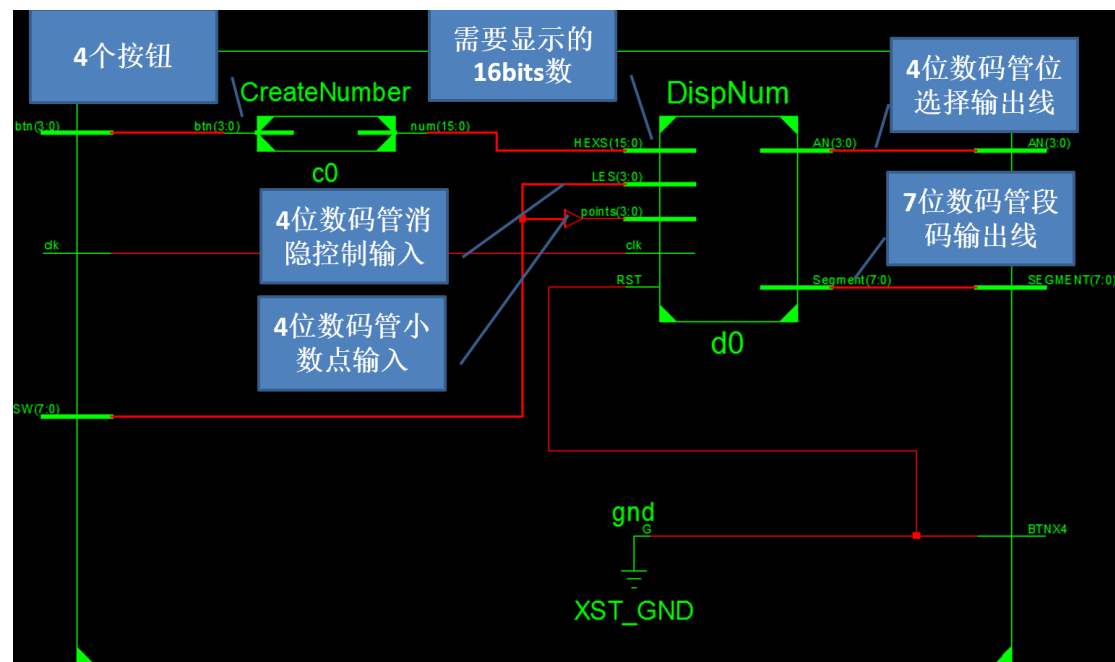 4个按钮
需要显示的
16bits数
4位数码管位
选择输出线
CreateNumber
DispNum
btn(3:0)
btn(3:0)
num(15:0)
HEXS(15:0)
AN(3:0)
AN(3:0)
c0
LES(3:0)
4位数码管消
隐控制输入
points(3:0)
7位数码管段
码输出线
clk
clk
RST
Segment(7:0)
SEGMENT(7:0)
4位数码管小
数点输入
d0
SW(7:0)
gnd
G
BTNX4
XST_GND